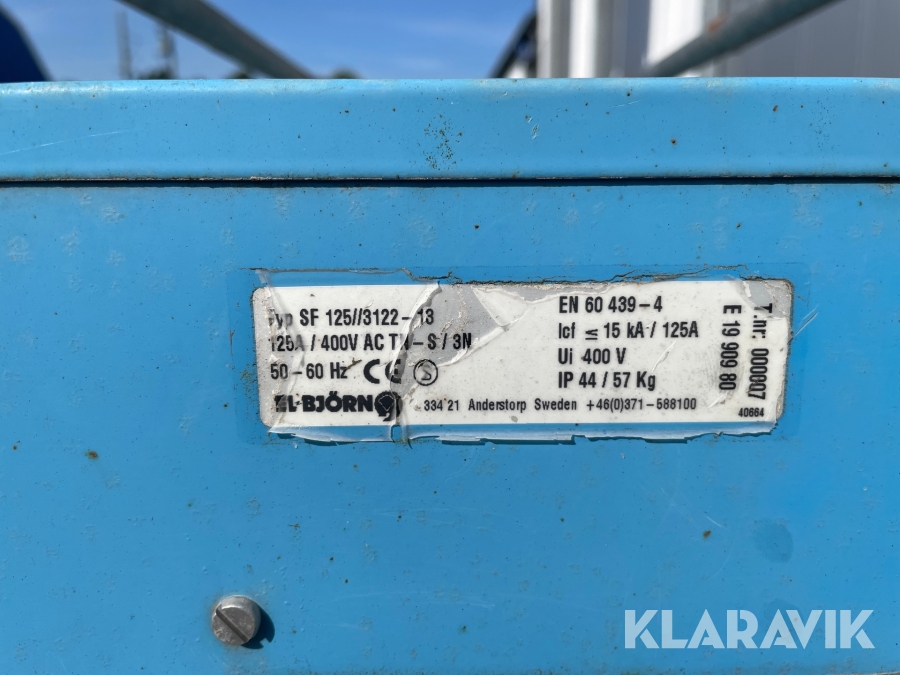 Typ SF 125//3122-13
125A / 400V AC TN-S / 3N
50-60 Hz CE S
EL-BJÖRN
334 21 Anderstorp Sweden +46(0)371-588100
EN 60 439-4
Icf ≤ 15 kA / 125A
Ui 400 V
IP 44 / 57 Kg
T.nr: 000007
E 19 909 80
40664
KLARAVIK